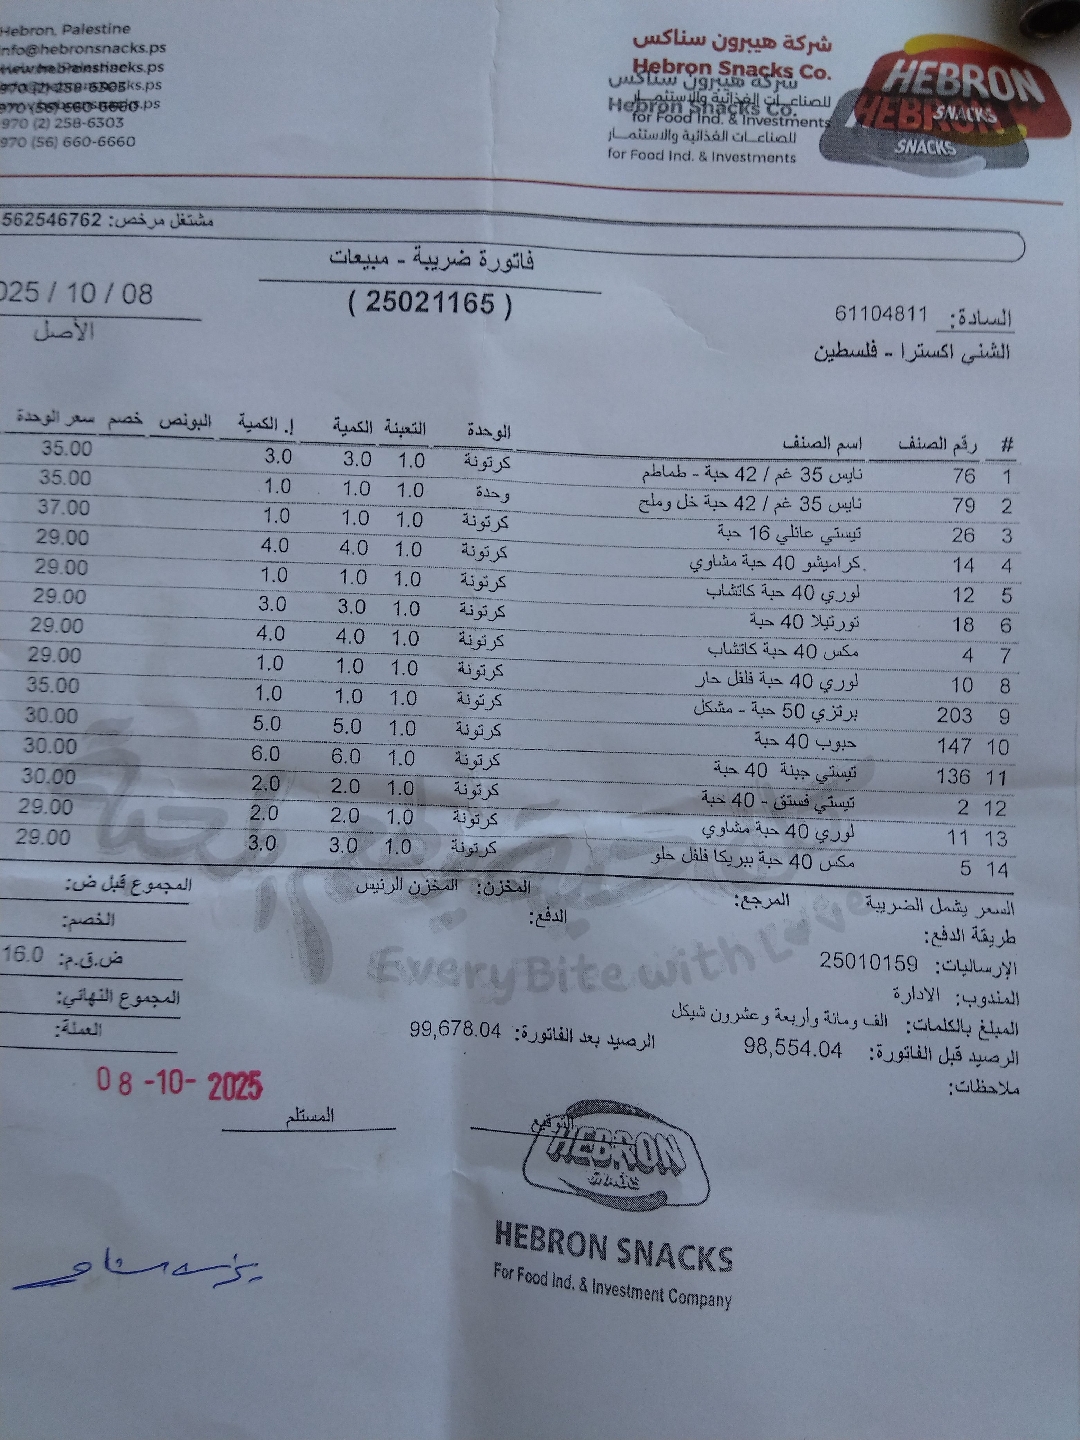 Hebron, Palestine
info@hebronsnacks.ps
970 (2) 258-6303
970 (56) 660-6660
شركة هيبرون سناكس
Hebron Snacks Co.
للصناعات الغذائية والاستثمار
for Food Ind. & Investments
HEBRON
SNACKS
مشتغل مرخص: 562546762
فاتورة ضريبة - مبيعات
( 25021165 )
025 / 10 / 08
الأصل
السادة: 61104811
الشني اكسترا - فلسطين
# رقم الصنف اسم الصنف الوحدة التعبئة الكمية إ. الكمية البونص خصم سعر الوحدة
1 76 نايس 35 غم / 42 حبة - طماطم كرتونة 1.0 3.0 3.0 35.00
2 79 نايس 35 غم / 42 حبة خل وملح وحدة 1.0 1.0 1.0 35.00
3 26 تيستي عائلي 16 حبة كرتونة 1.0 1.0 1.0 37.00
4 14 كراميشو 40 حبة مشاوي كرتونة 1.0 4.0 4.0 29.00
5 12 لوري 40 حبة كاتشاب كرتونة 1.0 1.0 1.0 29.00
6 18 تورتيلا 40 حبة كرتونة 1.0 3.0 3.0 29.00
7 4 مكس 40 حبة كاتشاب كرتونة 1.0 4.0 4.0 29.00
8 10 لوري 40 حبة فلفل حار كرتونة 1.0 1.0 1.0 29.00
9 203 برتزي 50 حبة - مشكل كرتونة 1.0 1.0 1.0 35.00
10 147 حبوب 40 حبة كرتونة 1.0 5.0 5.0 30.00
11 136 تيستي جبنة 40 حبة كرتونة 1.0 6.0 6.0 30.00
12 2 تيستي فستق - 40 حبة كرتونة 1.0 2.0 2.0 30.00
13 11 لوري 40 حبة مشاوي كرتونة 1.0 2.0 2.0 29.00
14 5 مكس 40 حبة بيريكا فلفل حلو كرتونة 1.0 3.0 3.0 29.00
السعر يشمل الضريبة المرجع: المخزن: المخزن الرئيس المجموع قبل ض:
طريقة الدفع: الدفع: الخصم:
الإرساليات: 25010159 ض.ق.م: 16.0
Every Bite with Love
المندوب: الادارة المجموع النهائي:
المبلغ بالكلمات: الف ومائة وأربعة وعشرون شيكل العملة:
الرصيد قبل الفاتورة: 98,554.04 الرصيد بعد الفاتورة: 99,678.04
ملاحظات:
08 -10- 2025
المستلم
التوقيع
HEBRON
HEBRON SNACKS
For Food Ind. & Investment Company